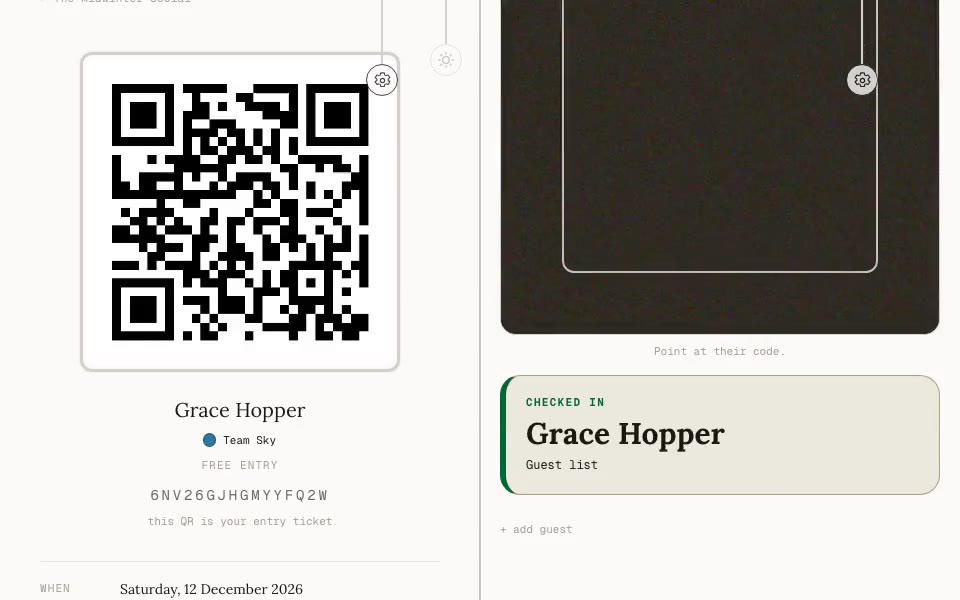 Grace Hopper
Team Sky
FREE ENTRY
6NV26GJHGMYYFQ2W
this QR is your entry ticket
WHEN
Saturday, 12 December 2026
Point at their code.
CHECKED IN
Grace Hopper
Guest list
+ add guest